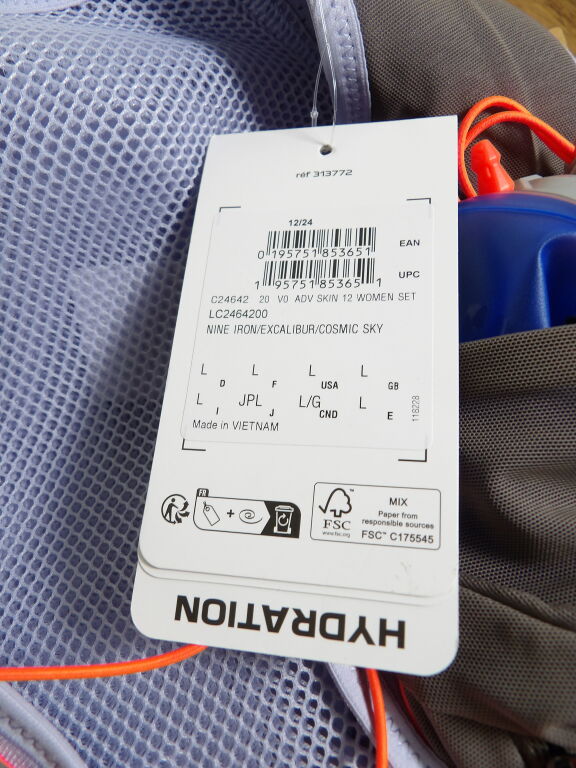 réf 313772
12/24
0 195751 853651 EAN
1 95751 85365 1 UPC
C24642 20 V0 ADV SKIN 12 WOMEN SET
LC2464200
NINE IRON/EXCALIBUR/COSMIC SKY
L D L F L USA L GB
L I JPL J L/G CND L E
118228
Made in VIETNAM
FR
FSC™
www.fsc.org
MIX
Paper from
responsible sources
FSC™ C175545
HYDRATION